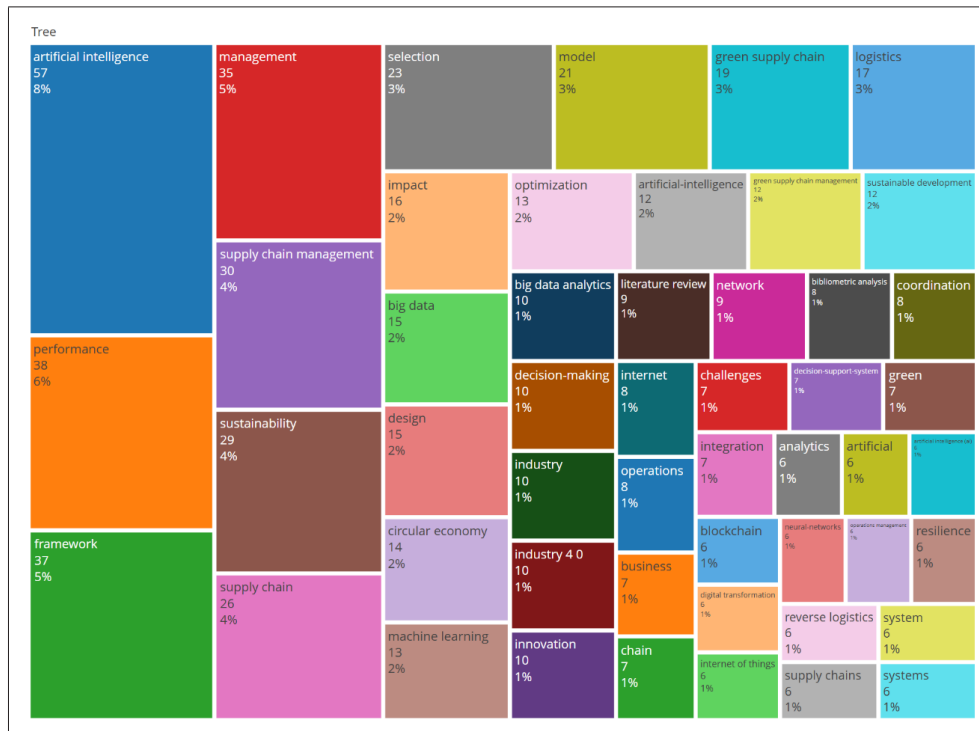 Tree
artificial intelligence
57
8%
performance
38
6%
framework
37
5%
management
35
5%
supply chain management
30
4%
sustainability
29
4%
supply chain
26
4%
selection
23
3%
model
21
3%
green supply chain
19
3%
logistics
17
3%
impact
16
2%
big data
15
2%
design
15
2%
circular economy
14
2%
machine learning
13
2%
optimization
13
2%
artificial-intelligence
12
2%
green supply chain management
12
2%
sustainable development
12
2%
big data analytics
10
1%
decision-making
10
1%
industry
10
1%
industry 4 0
10
1%
innovation
10
1%
literature review
9
1%
network
9
1%
bibliometric analysis
8
1%
coordination
8
1%
internet
8
1%
operations
8
1%
business
7
1%
chain
7
1%
challenges
7
1%
decision-support-system
7
1%
green
7
1%
integration
7
1%
analytics
6
1%
artificial
6
1%
artificial intelligence (ai)
6
1%
blockchain
6
1%
digital transformation
6
1%
internet of things
6
1%
neural-networks
6
1%
operations management
6
1%
resilience
6
1%
reverse logistics
6
1%
supply chains
6
1%
system
6
1%
systems
6
1%